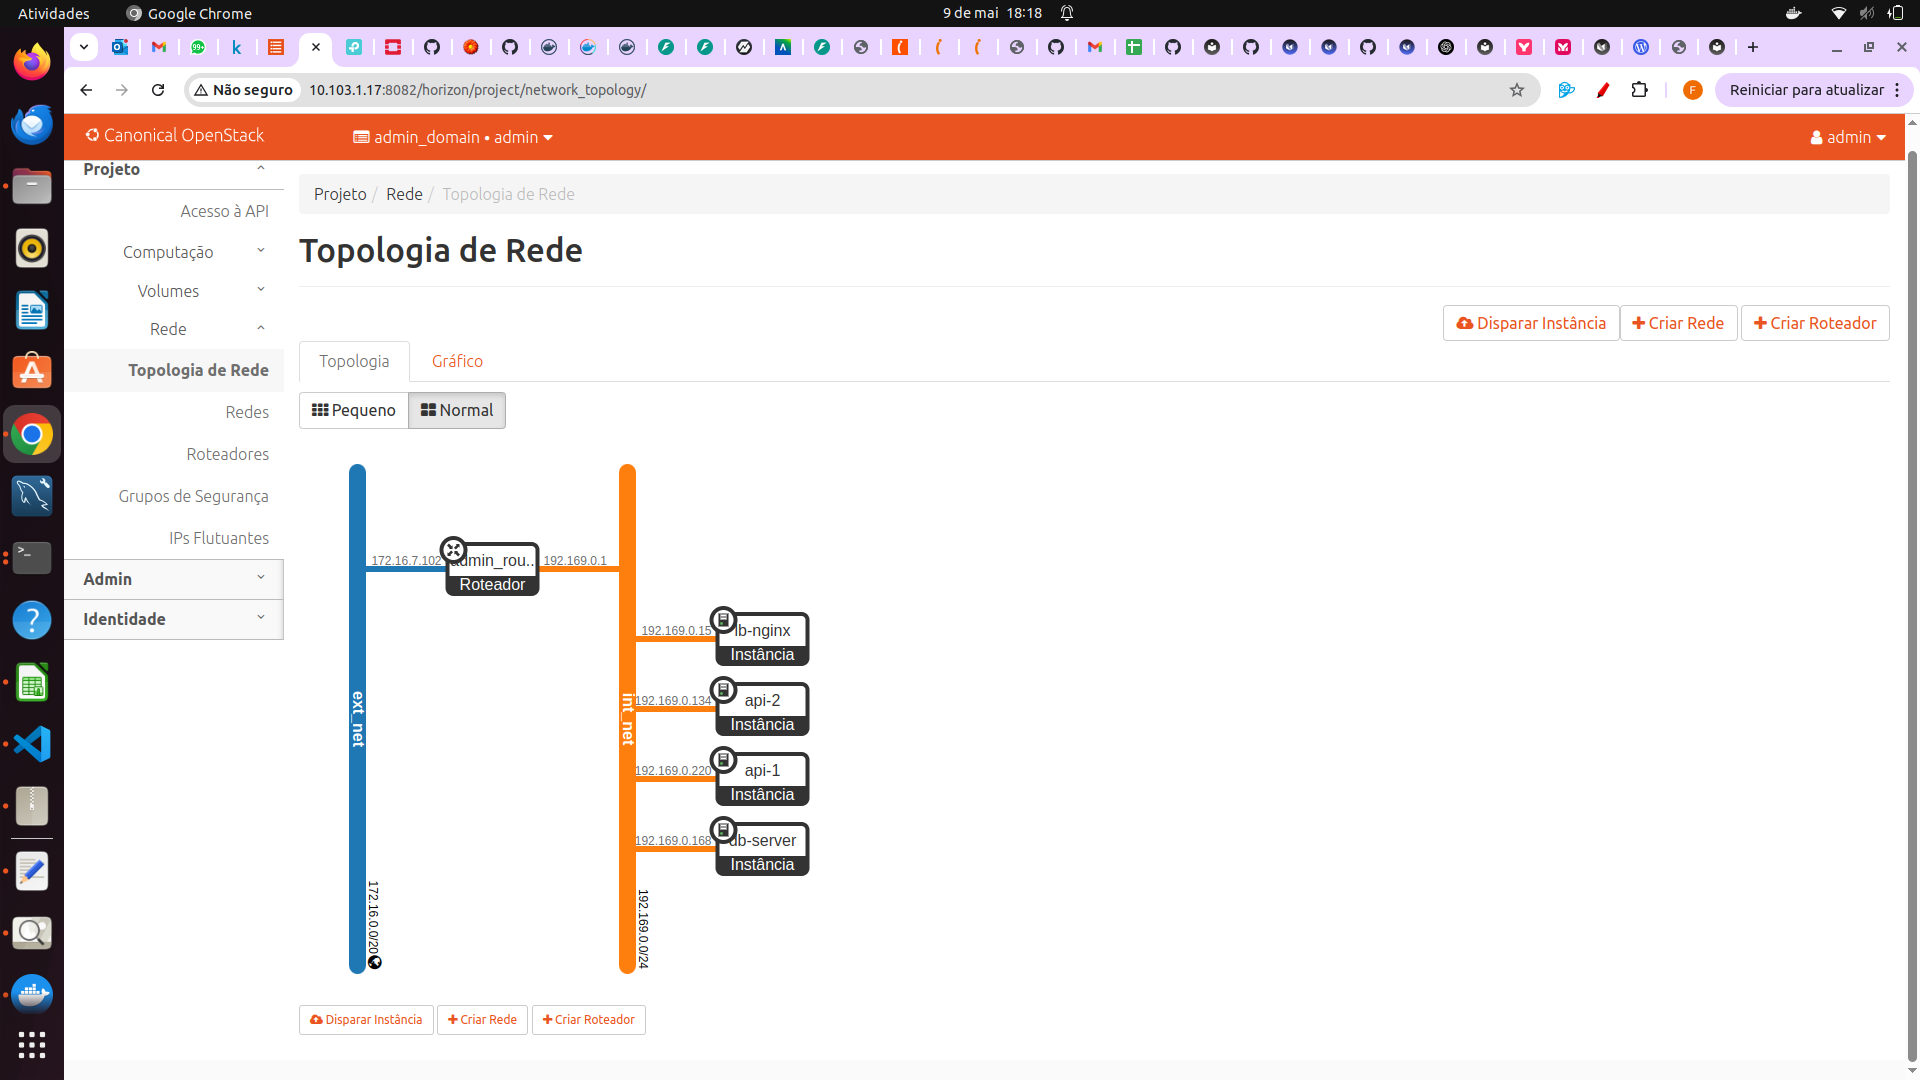 Atividades
Google Chrome
9 de mai 18:18
Não seguro
10.103.1.17:8082/horizon/project/network_topology/
Reiniciar para atualizar
Canonical OpenStack
admin_domain • admin
admin
Projeto
Acesso à API
Computação
Volumes
Rede
Topologia de Rede
Redes
Roteadores
Grupos de Segurança
IPs Flutuantes
Admin
Identidade
Projeto / Rede / Topologia de Rede
Topologia de Rede
Disparar Instância
Criar Rede
Criar Roteador
Topologia
Gráfico
Pequeno
Normal
172.16.7.102
admin_rou..
Roteador
192.169.0.1
192.169.0.15
lb-nginx
Instância
ext_net
int_net
192.169.0.134
api-2
Instância
192.169.0.220
api-1
Instância
192.169.0.168
db-server
Instância
172.16.0.0/20
192.169.0.0/24
Disparar Instância
Criar Rede
Criar Roteador